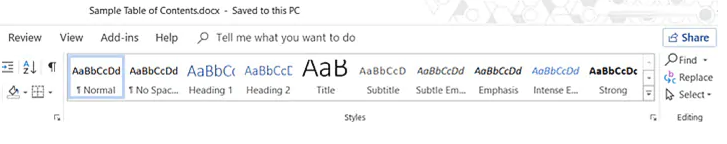 Sample Table of Contents.docx - Saved to this PC
Review View Add-ins Help Tell me what you want to do Share
AaBbCcDd AaBbCcDd AaBbCc AaBbCcC AaB AaBbCcD AaBbCcDd AaBbCcDd AaBbCcDd AaBbCcDc
¶ Normal ¶ No Spac... Heading 1 Heading 2 Title Subtitle Subtle Em... Emphasis Intense E... Strong
Find
Replace
Select
Styles Editing